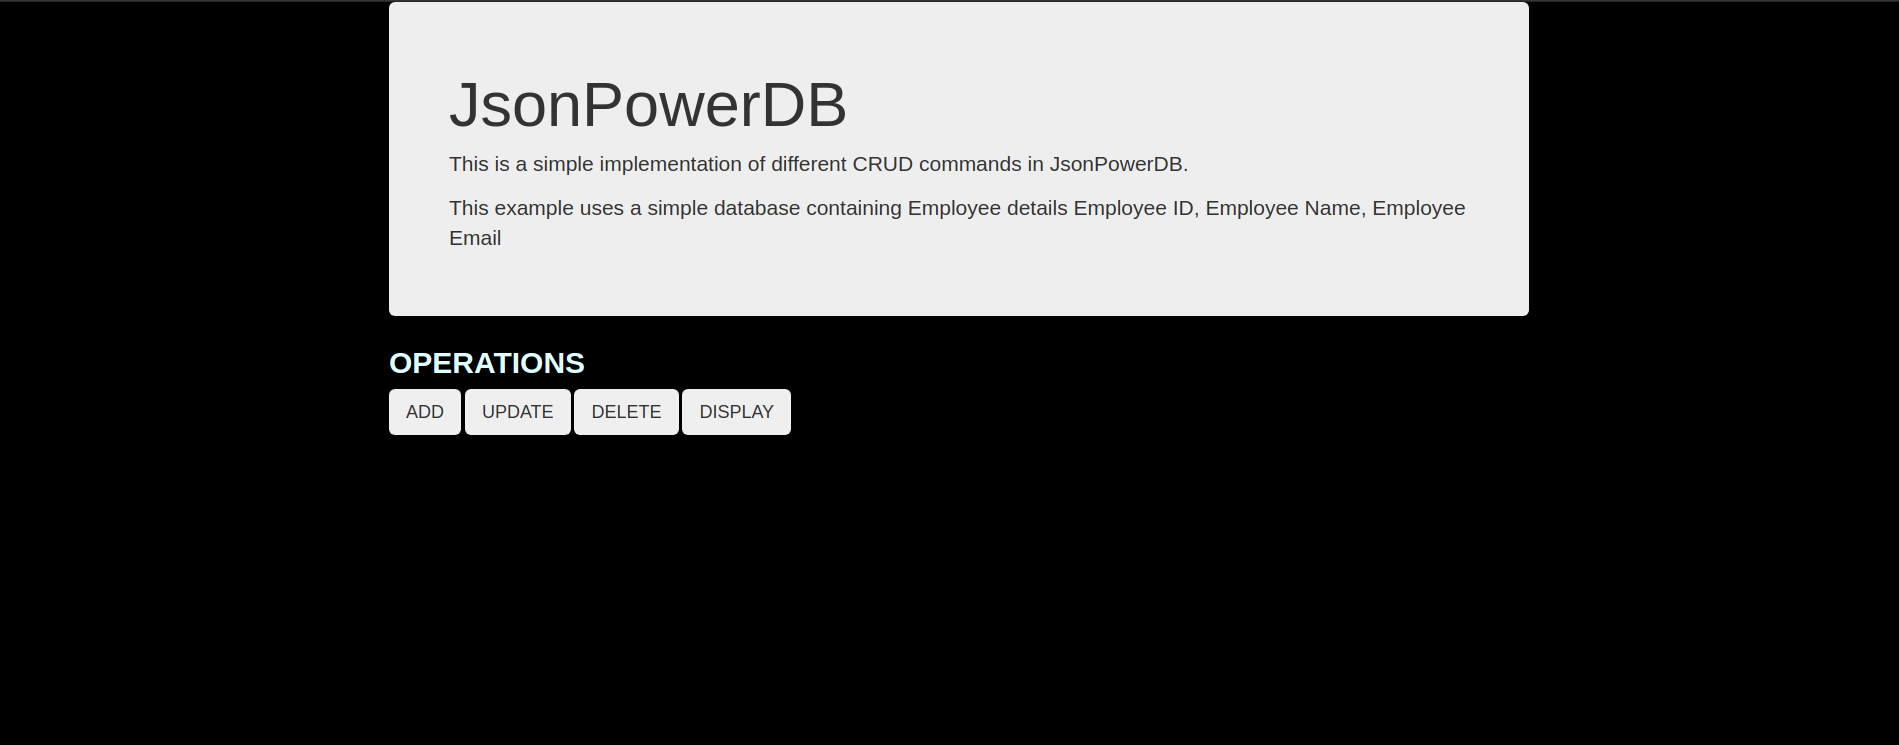 JsonPowerDB
This is a simple implementation of different CRUD commands in JsonPowerDB.
This example uses a simple database containing Employee details Employee ID, Employee Name, Employee
Email
OPERATIONS
ADD UPDATE DELETE DISPLAY